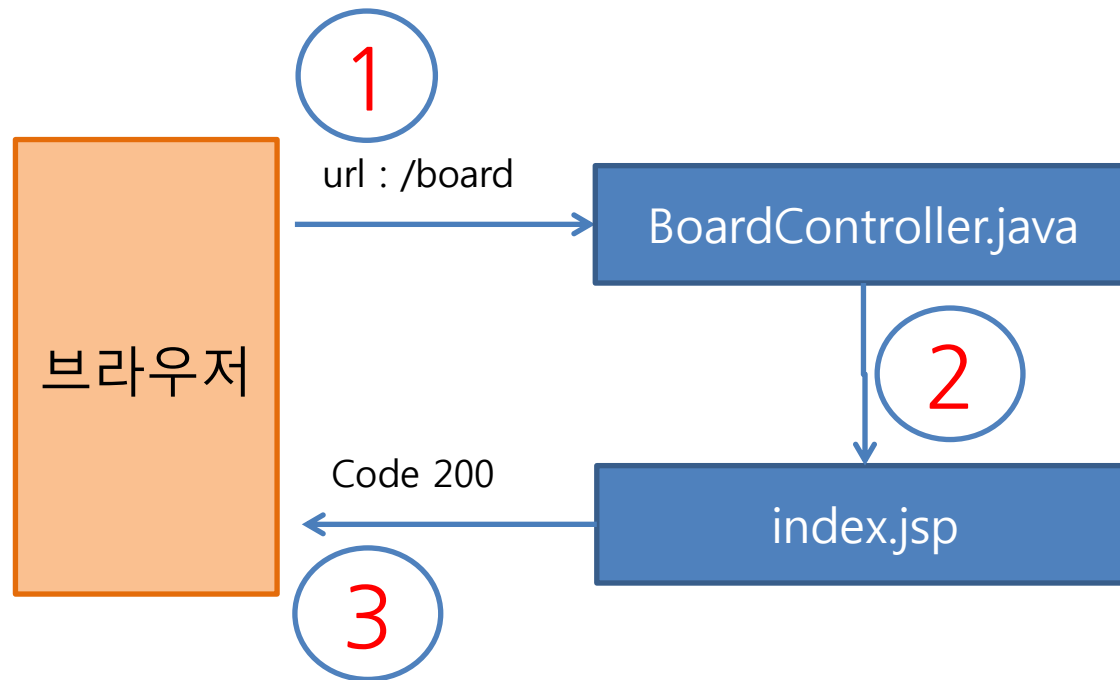 1
url : /board
BoardController.java
브라우저
2
Code 200
index.jsp
3